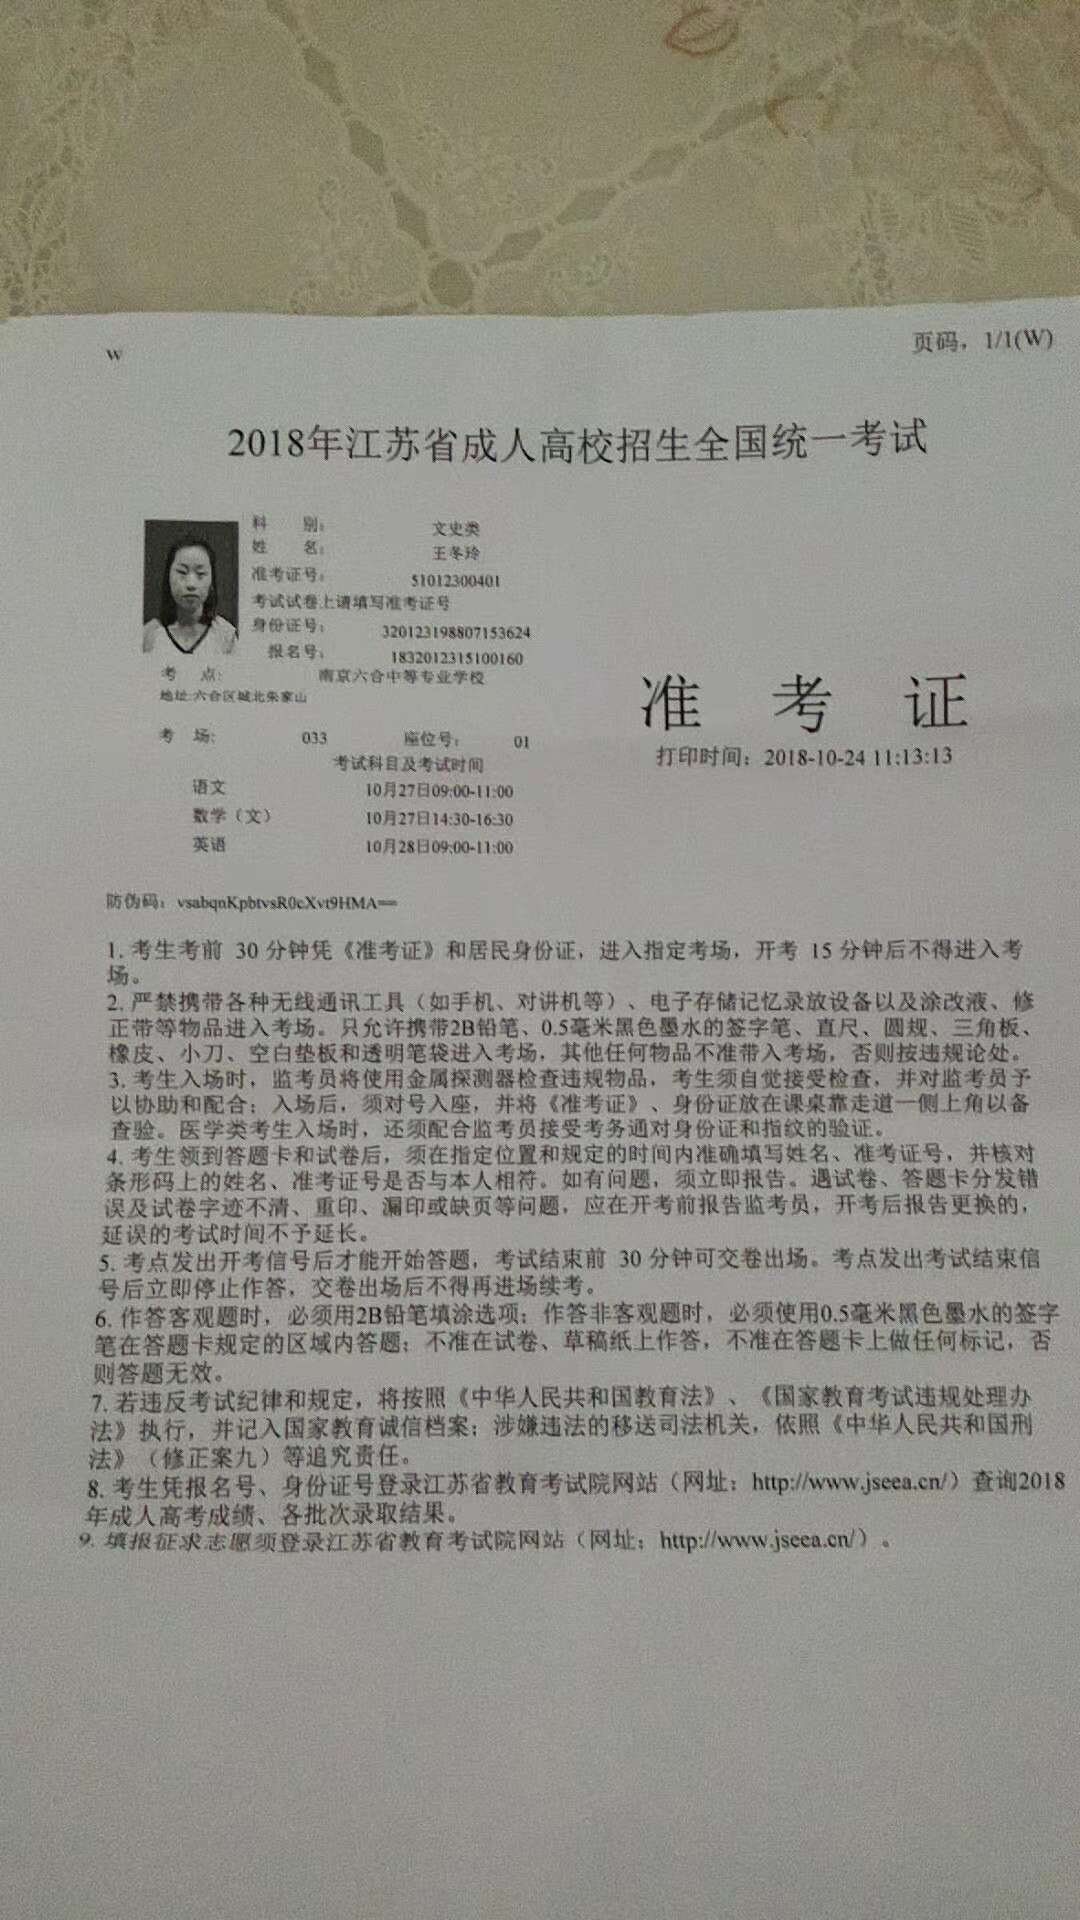 w
页码，1/1(W)
2018年江苏省成人高校招生全国统一考试
科 别： 文史类
姓 名： 王冬玲
准考证号： 51012300401
考试试卷上请填写准考证号
身份证号： 320123198807153624
报名号： 1832012315100160
考 点： 南京六合中等专业学校
地址:六合区城北朱家山
准 考 证
考 场: 033 座位号： 01
打印时间：2018-10-24 11:13:13
考试科目及考试时间
语文 10月27日09:00-11:00
数学（文） 10月27日14:30-16:30
英语 10月28日09:00-11:00
防伪码：vsabqnKpbtvsR0cXvt9HMA==
1. 考生考前 30 分钟凭《准考证》和居民身份证，进入指定考场，开考 15 分钟后不得进入考
场。
2. 严禁携带各种无线通讯工具（如手机、对讲机等）、电子存储记忆录放设备以及涂改液、修
正带等物品进入考场。只允许携带2B铅笔、0.5毫米黑色墨水的签字笔、直尺、圆规、三角板、
橡皮、小刀、空白垫板和透明笔袋进入考场，其他任何物品不准带入考场，否则按违规论处。
3. 考生入场时，监考员将使用金属探测器检查违规物品，考生须自觉接受检查，并对监考员予
以协助和配合；入场后，须对号入座，并将《准考证》、身份证放在课桌靠走道一侧上角以备
查验。医学类考生入场时，还须配合监考员接受考务通对身份证和指纹的验证。
4. 考生领到答题卡和试卷后，须在指定位置和规定的时间内准确填写姓名、准考证号，并核对
条形码上的姓名、准考证号是否与本人相符。如有问题，须立即报告。遇试卷、答题卡分发错
误及试卷字迹不清、重印、漏印或缺页等问题，应在开考前报告监考员，开考后报告更换的，
延误的考试时间不予延长。
5. 考点发出开考信号后才能开始答题，考试结束前 30 分钟可交卷出场。考点发出考试结束信
号后立即停止作答，交卷出场后不得再进场续考。
6. 作答客观题时，必须用2B铅笔填涂选项；作答非客观题时，必须使用0.5毫米黑色墨水的签字
笔在答题卡规定的区域内答题；不准在试卷、草稿纸上作答，不准在答题卡上做任何标记，否
则答题无效。
7. 若违反考试纪律和规定，将按照《中华人民共和国教育法》、《国家教育考试违规处理办
法》执行，并记入国家教育诚信档案；涉嫌违法的移送司法机关，依照《中华人民共和国刑
法》（修正案九）等追究责任。
8. 考生凭报名号、身份证号登录江苏省教育考试院网站（网址：http://www.jseea.cn/）查询2018
年成人高考成绩、各批次录取结果。
9. 填报征求志愿须登录江苏省教育考试院网站（网址：http://www.jseea.cn/）。